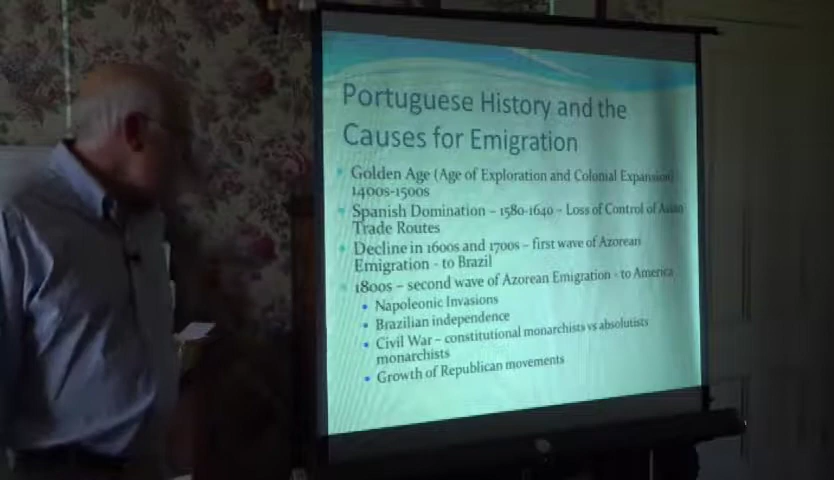 Portuguese History and the
Causes for Emigration
Golden Age (Age of Exploration and Colonial Expansion)
1400s-1500s
Spanish Domination – 1580-1640 – Loss of Control of Asian
Trade Routes
Decline in 1600s and 1700s – first wave of Azorean
Emigration - to Brazil
1800s – second wave of Azorean Emigration - to America
Napoleonic Invasions
Brazilian independence
Civil War – constitutional monarchists vs absolutists
monarchists
Growth of Republican movements